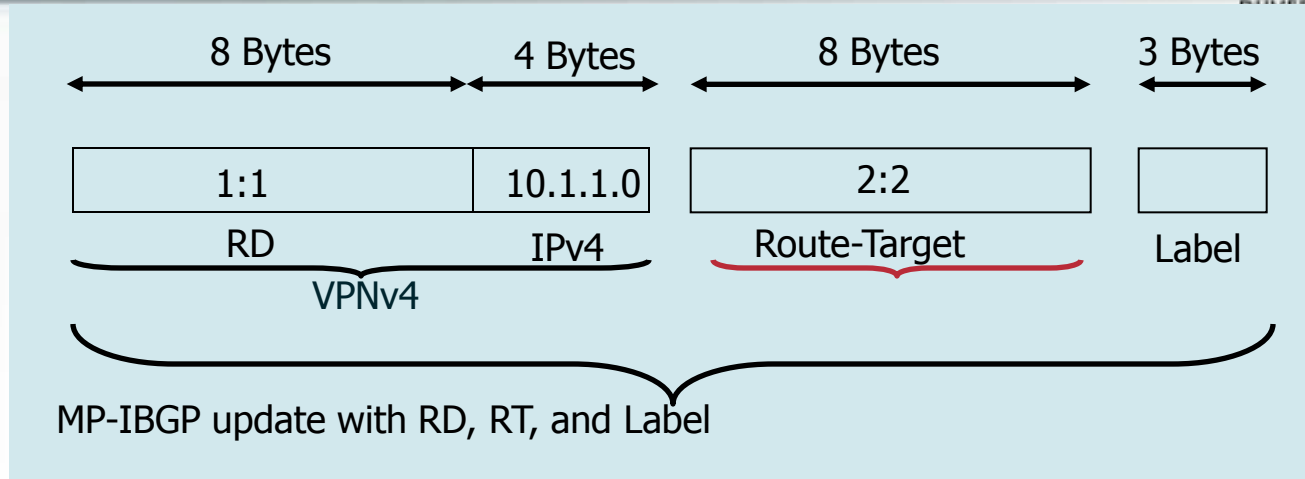 8 Bytes 4 Bytes 8 Bytes 3 Bytes
1:1 10.1.1.0 2:2
RD IPv4 Route-Target Label
VPNv4
MP-IBGP update with RD, RT, and Label